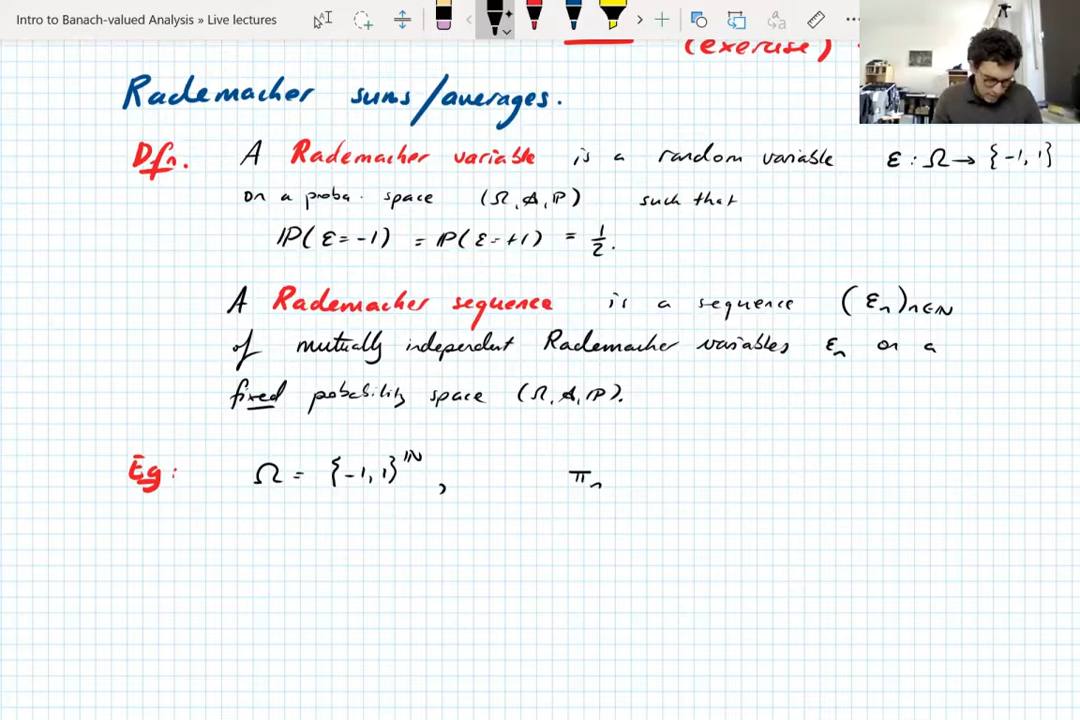 Intro to Banach-valued Analysis » Live lectures
(exercise)
Rademacher sums/averages.
Dfn. A Rademacher variable is a random variable ε : Ω → {-1, 1}
on a proba. space (Ω, A, ℙ) such that
ℙ(ε = -1) = ℙ(ε = +1) = 1/2.
A Rademacher sequence is a sequence (εₙ)ₙ∈ℕ
of mutually independent Rademacher variables εₙ on a
fixed probability space (Ω, A, ℙ).
Eg: Ω = {-1, 1}^ℕ, πₙ